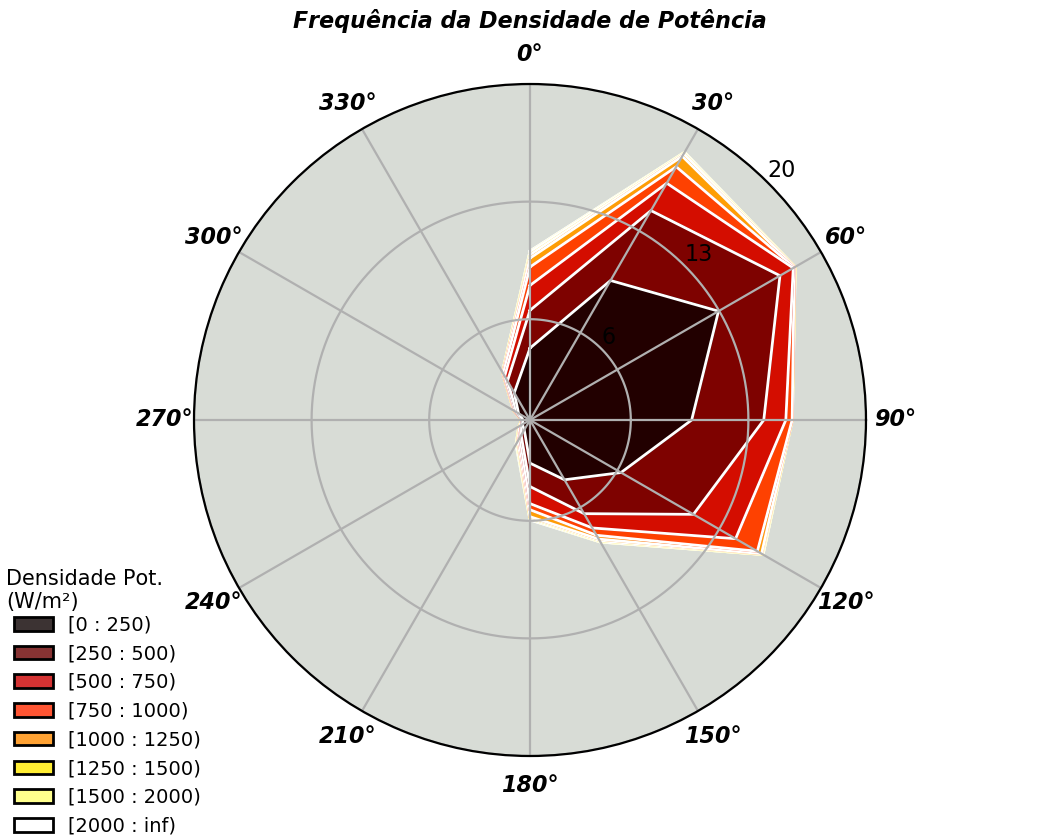 Frequência da Densidade de Potência
0°
330°
30°
20
300°
60°
13
6
270°
90°
240°
120°
210°
150°
180°
Densidade Pot.
(W/m²)
[0 : 250)
[250 : 500)
[500 : 750)
[750 : 1000)
[1000 : 1250)
[1250 : 1500)
[1500 : 2000)
[2000 : inf)